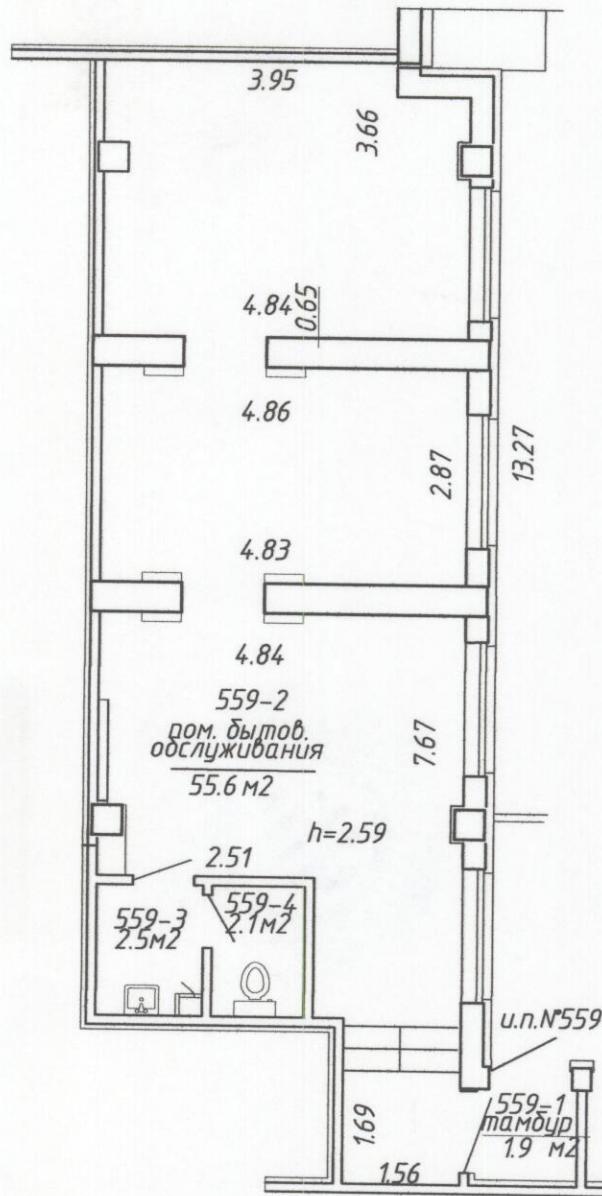 3.95
3.66
4.84
0.65
4.86
2.87
13.27
4.83
4.84
559-2
пом. бытов.
обслуживания
55.6 м2
7.67
h=2.59
2.51
559-3
2.5м2
559-4
2.1м2
и.п.№559
559-1
тамбур
1.9 м2
1.69
1.56